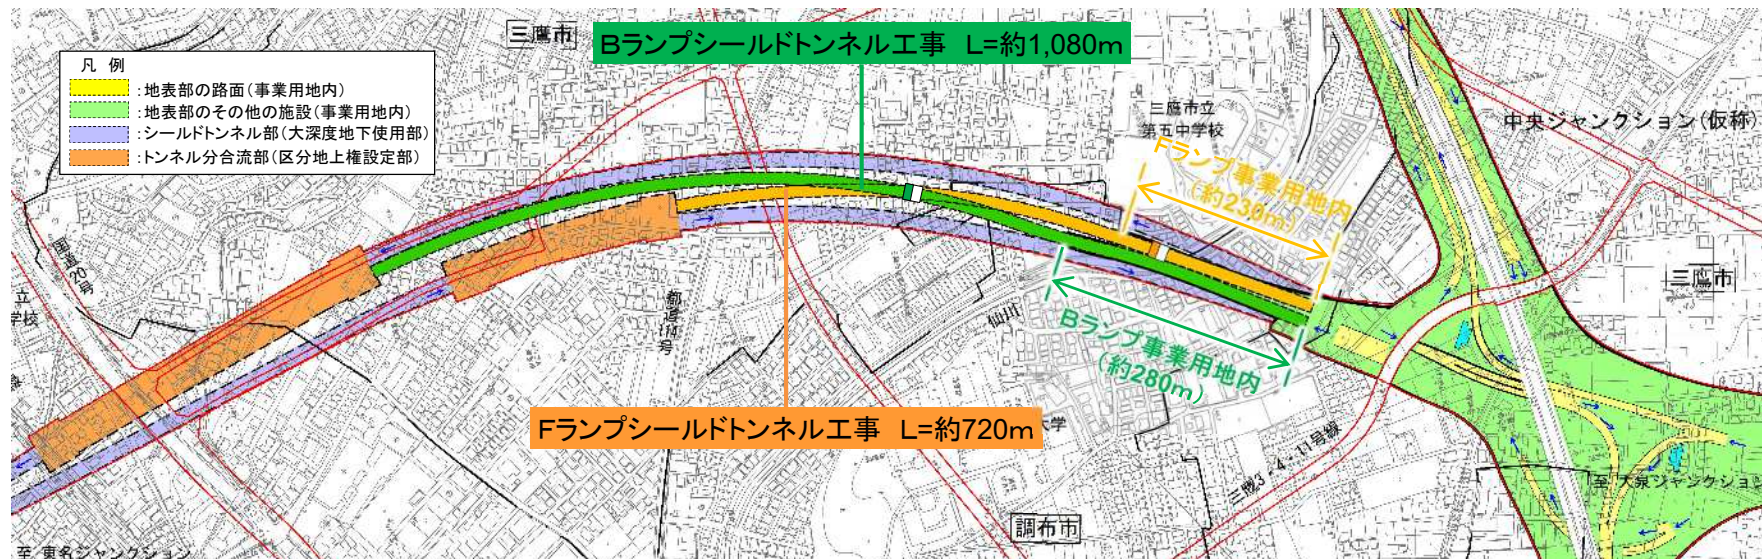 三鷹市
Bランプシールドトンネル工事 L=約1,080m
凡 例
:地表部の路面(事業用地内)
:地表部のその他の施設(事業用地内)
:シールドトンネル部(大深度地下使用部)
:トンネル分合流部(区分地上権設定部)
三鷹市立
第五中学校
中央ジャンクション(仮称)
Fランプ事業用地内
(約230m)
国道20号
立
学校
都道114号
仙川
三鷹市
Bランプ事業用地内
(約280m)
Fランプシールドトンネル工事 L=約720m
大学
三鷹3・4・11号線
至 大泉ジャンクション
調布市
至 東名ジャンクション